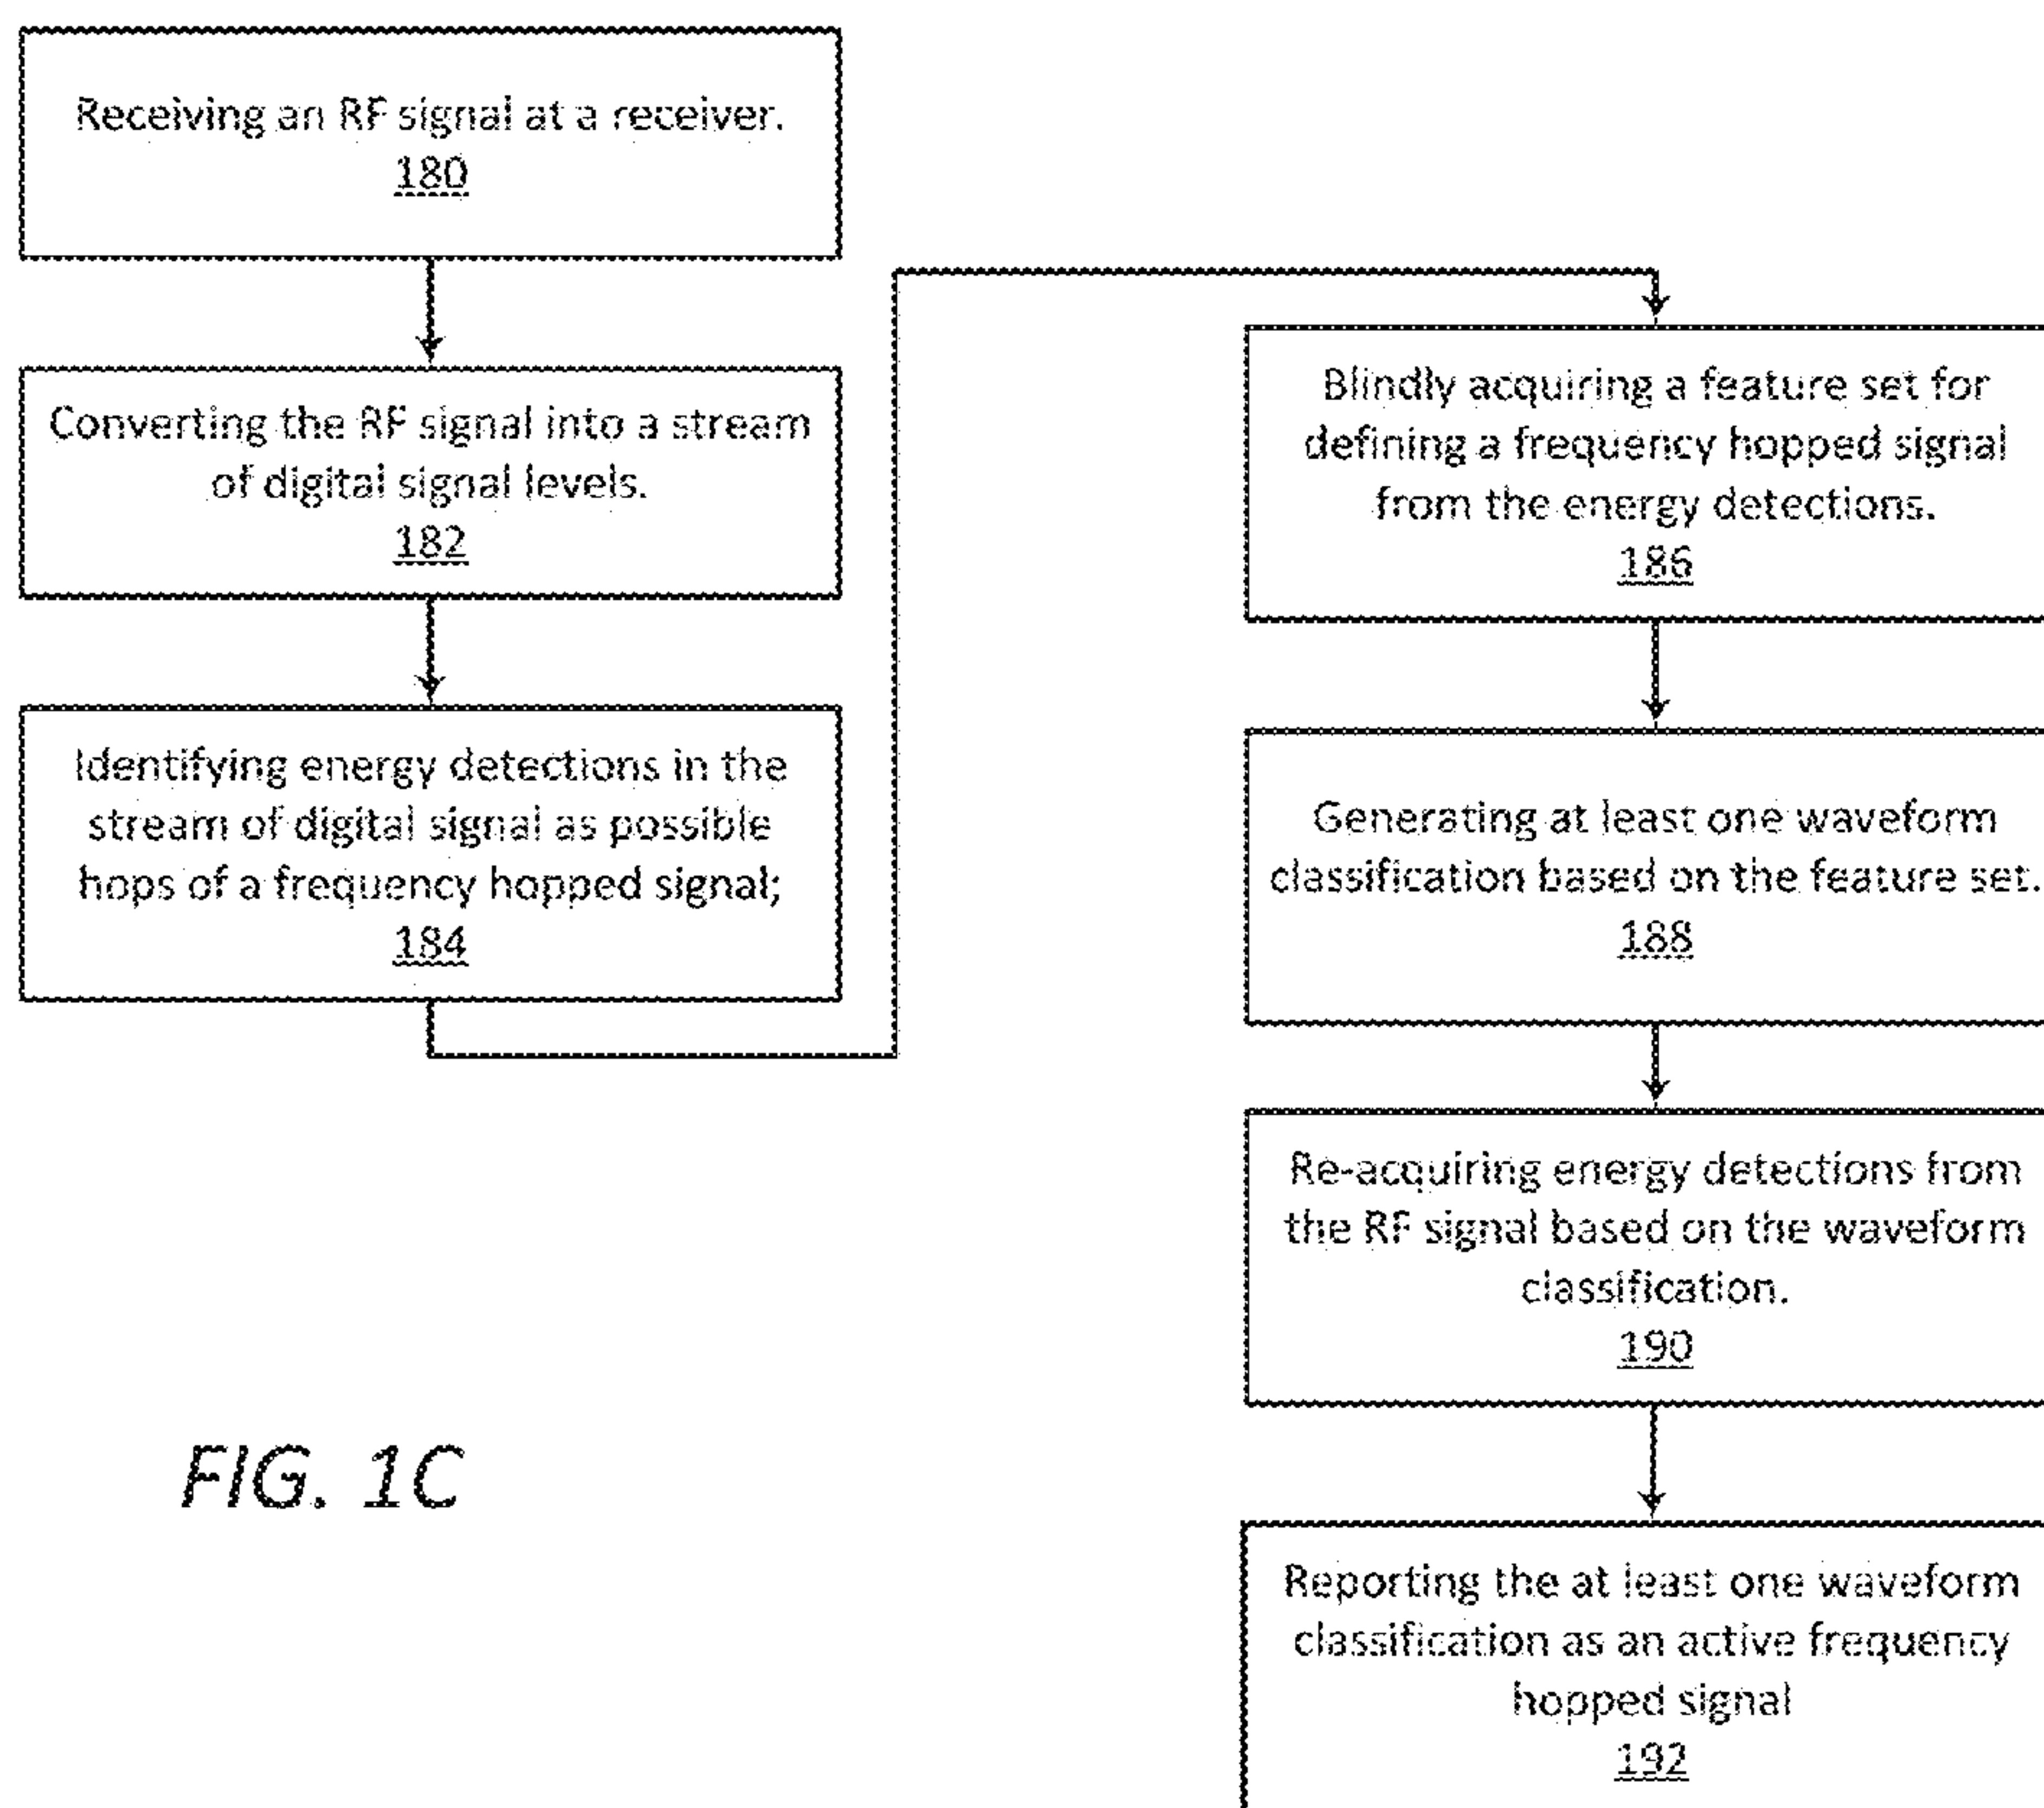 Receiving an RF signal at a receiver.
180
Converting the RF signal into a stream
of digital signal levels.
182
Identifying energy detections in the
stream of digital signal as possible
hops of a frequency hopped signal;
184
Blindly acquiring a feature set for
defining a frequency hopped signal
from the energy detections.
186
Generating at least one waveform
classification based on the feature set.
188
Re-acquiring energy detections from
the RF signal based on the waveform
classification.
190
Reporting the at least one waveform
classification as an active frequency
hopped signal
192
FIG. 1C